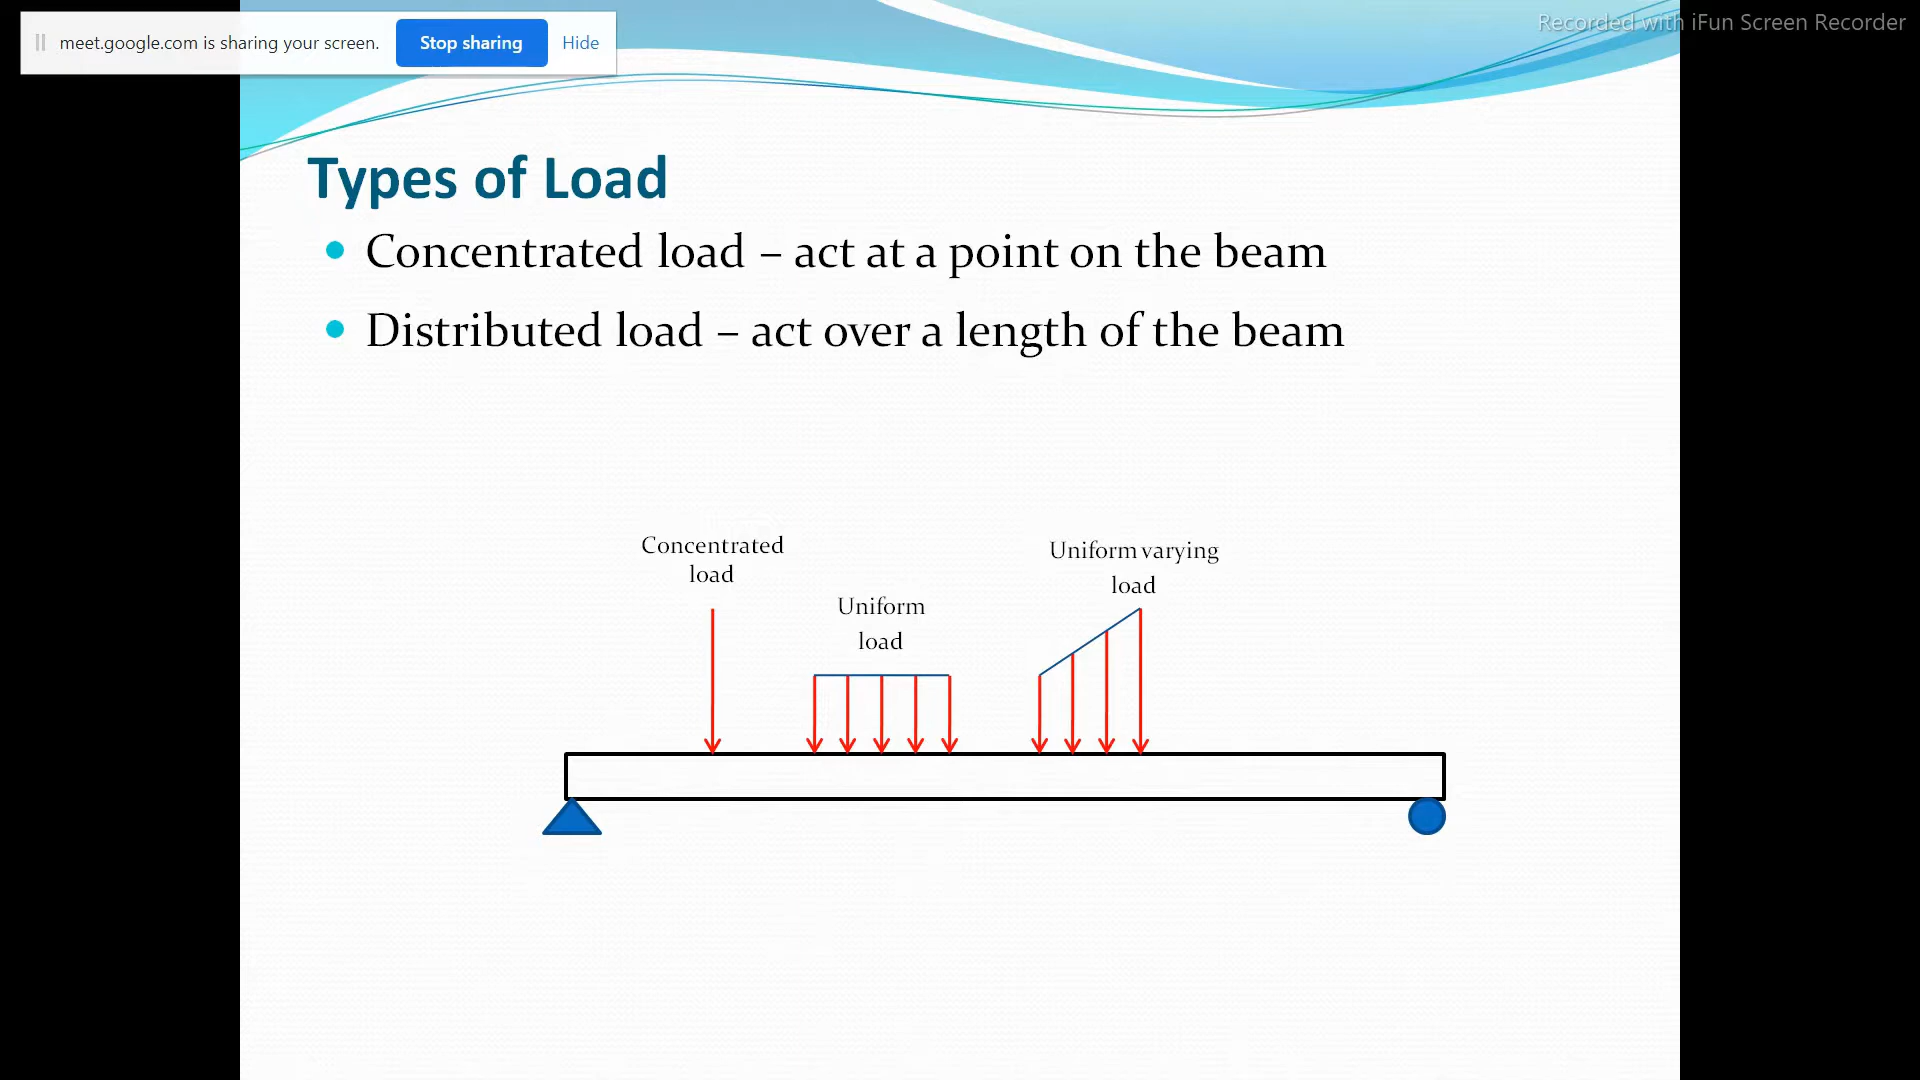 meet.google.com is sharing your screen. Stop sharing Hide
Recorded with iFun Screen Recorder
Types of Load
Concentrated load – act at a point on the beam
Distributed load – act over a length of the beam
Concentrated
load
Uniform
load
Uniform varying
load